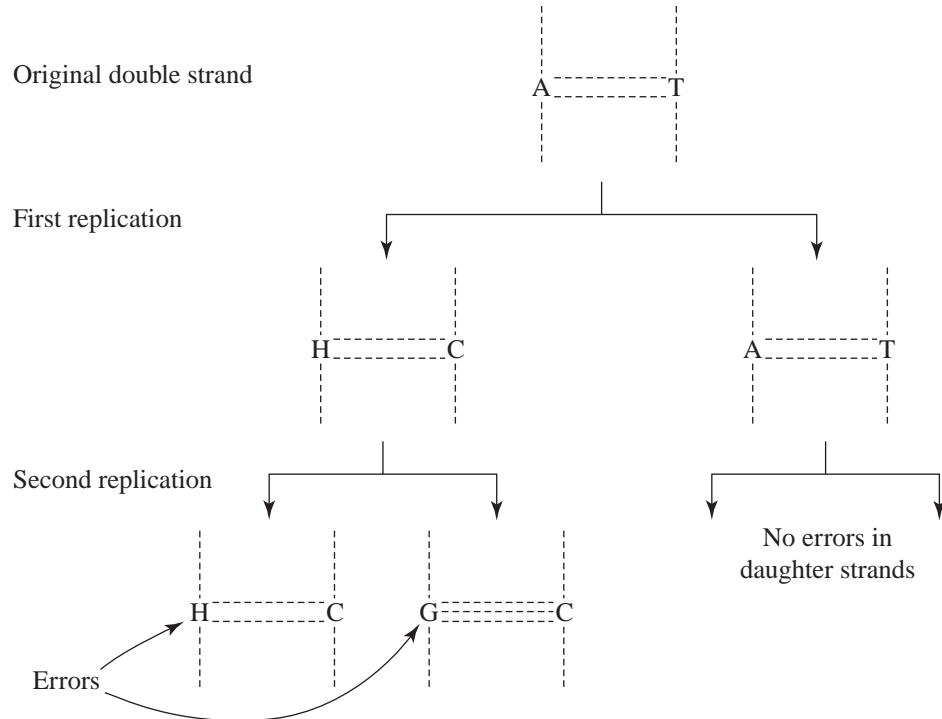 Original double strand
A T
First replication
H C
A T
Second replication
No errors in
daughter strands
H C
G C
Errors